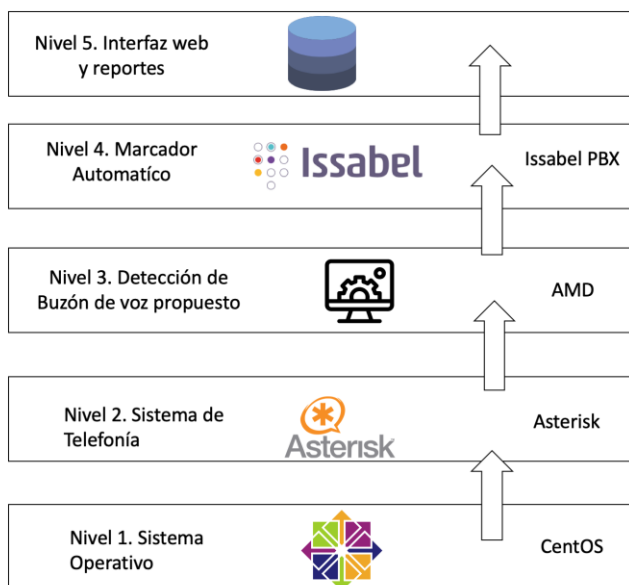 Nivel 5. Interfaz web
y reportes
Nivel 4. Marcador
Automatíco
Issabel
Issabel PBX
Nivel 3. Detección de
Buzón de voz propuesto
AMD
Nivel 2. Sistema de
Telefonía
Asterisk
Asterisk
Nivel 1. Sistema
Operativo
CentOS